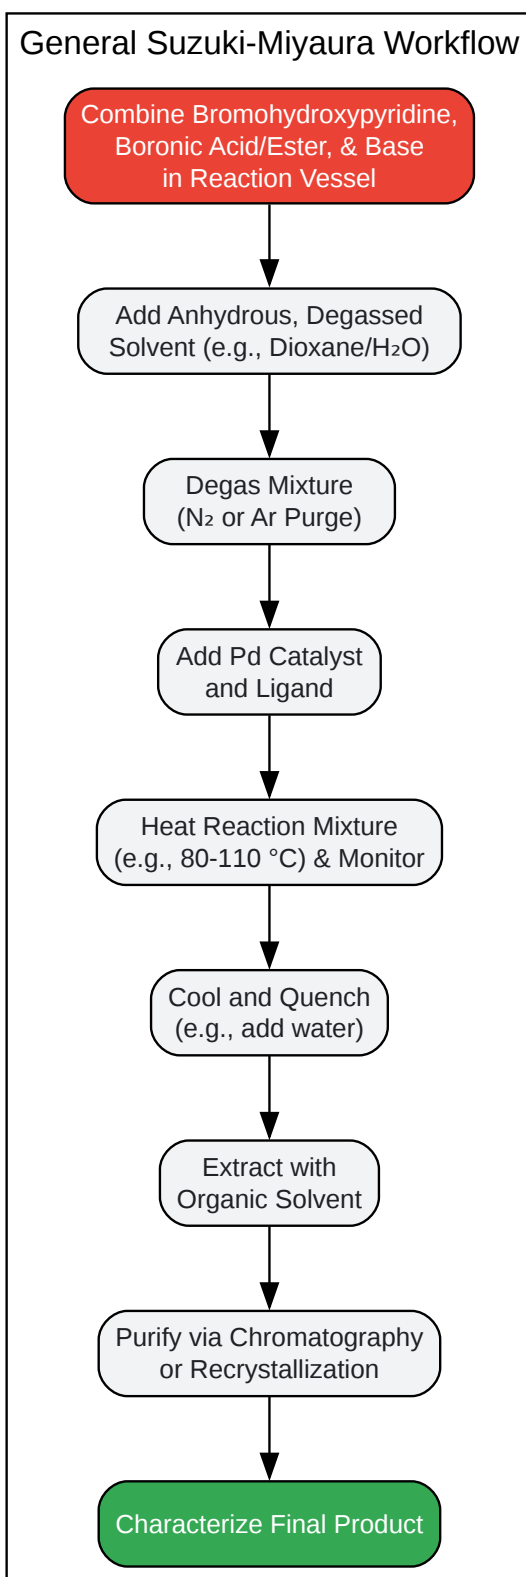 General Suzuki-Miyaura Workflow
Combine Bromohydroxypyridine,
Boronic Acid/Ester, & Base
in Reaction Vessel
Add Anhydrous, Degassed
Solvent (e.g., Dioxane/H₂O)
Degas Mixture
(N₂ or Ar Purge)
Add Pd Catalyst
and Ligand
Heat Reaction Mixture
(e.g., 80-110 °C) & Monitor
Cool and Quench
(e.g., add water)
Extract with
Organic Solvent
Purify via Chromatography
or Recrystallization
Characterize Final Product